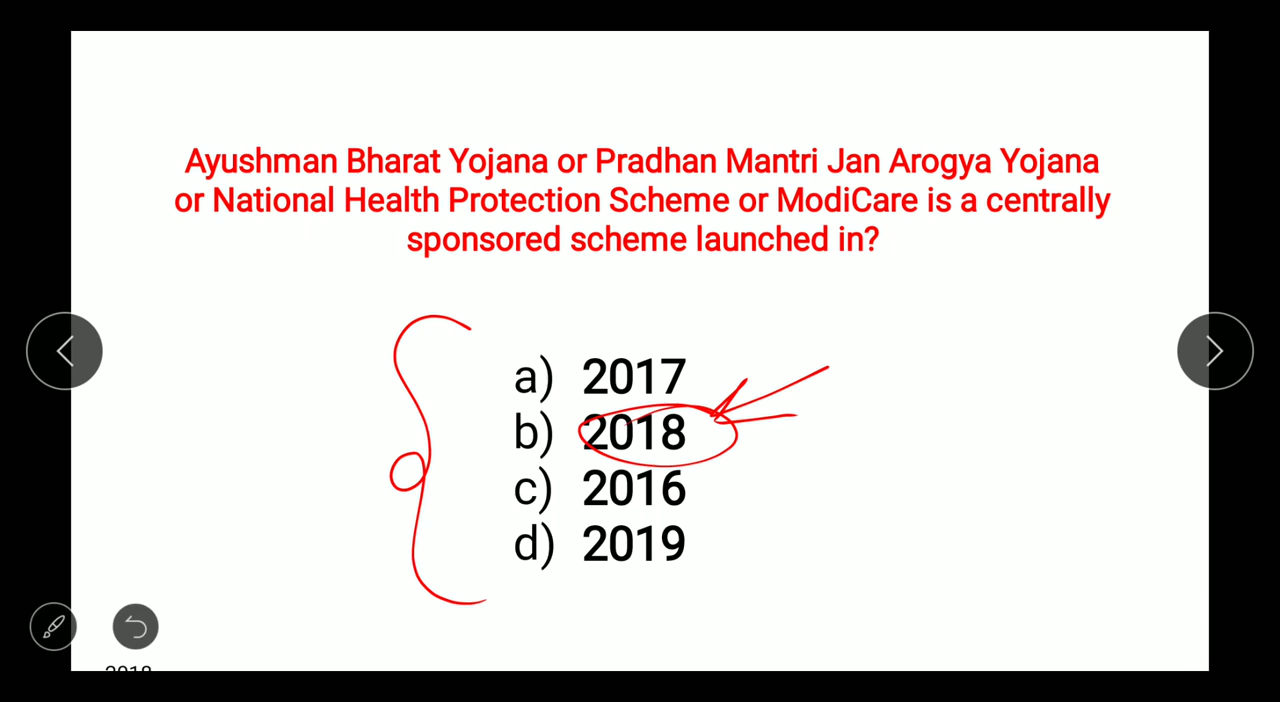 Ayushman Bharat Yojana or Pradhan Mantri Jan Arogya Yojana
or National Health Protection Scheme or ModiCare is a centrally
sponsored scheme launched in?
a) 2017
b) 2018
c) 2016
d) 2019
2018